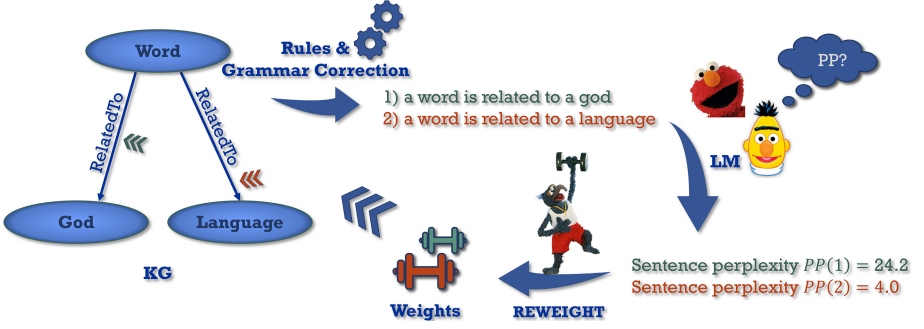 Word
RelatedTo
RelatedTo
God
Language
KG
Rules &
Grammar Correction
1) a word is related to a god
2) a word is related to a language
PP?
LM
Sentence perplexity PP(1) = 24.2
Sentence perplexity PP(2) = 4.0
REWEIGHT
Weights